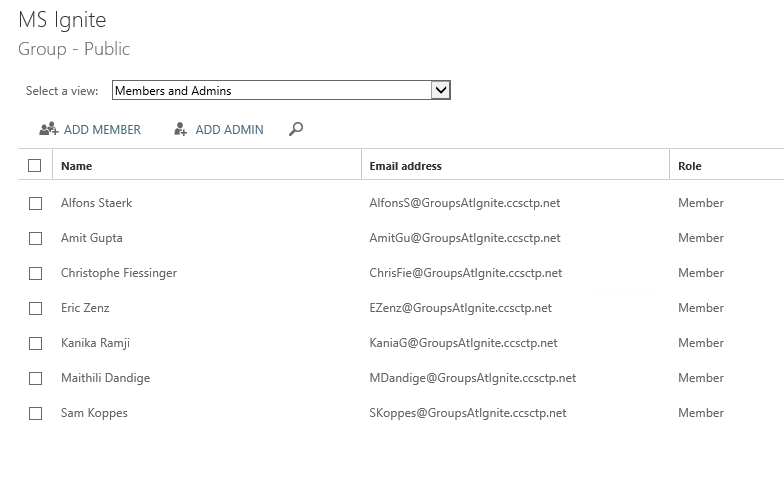 MS Ignite
Group - Public
Select a view: Members and Admins
ADD MEMBER ADD ADMIN
Name Email address Role
Alfons Staerk AlfonsS@GroupsAtIgnite.ccsctp.net Member
Amit Gupta AmitGu@GroupsAtIgnite.ccsctp.net Member
Christophe Fiessinger ChrisFie@GroupsAtIgnite.ccsctp.net Member
Eric Zenz EZenz@GroupsAtIgnite.ccsctp.net Member
Kanika Ramji KaniaG@GroupsAtIgnite.ccsctp.net Member
Maithili Dandige MDandige@GroupsAtIgnite.ccsctp.net Member
Sam Koppes SKoppes@GroupsAtIgnite.ccsctp.net Member